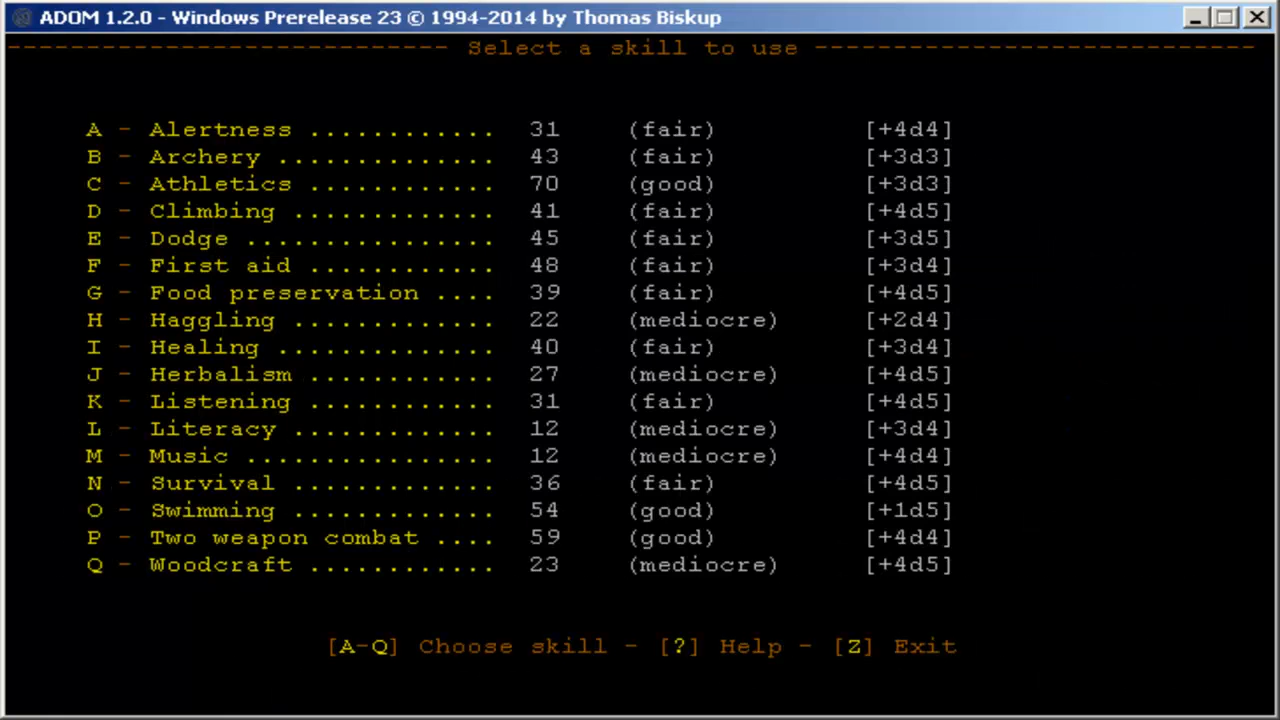 ADOM 1.2.0 - Windows Prerelease 23 © 1994-2014 by Thomas Biskup
---------------------------- Select a skill to use ----------------------------
A - Alertness ............ 31 (fair) [+4d4]
B - Archery .............. 43 (fair) [+3d3]
C - Athletics ............ 70 (good) [+3d3]
D - Climbing ............. 41 (fair) [+4d5]
E - Dodge ................ 45 (fair) [+3d5]
F - First aid ............ 48 (fair) [+3d4]
G - Food preservation .... 39 (fair) [+4d5]
H - Haggling ............. 22 (mediocre) [+2d4]
I - Healing .............. 40 (fair) [+3d4]
J - Herbalism ............ 27 (mediocre) [+4d5]
K - Listening ............ 31 (fair) [+4d5]
L - Literacy ............. 12 (mediocre) [+3d4]
M - Music ................ 12 (mediocre) [+4d4]
N - Survival ............. 36 (fair) [+4d5]
O - Swimming ............. 54 (good) [+1d5]
P - Two weapon combat .... 59 (good) [+4d4]
Q - Woodcraft ............ 23 (mediocre) [+4d5]
[A-Q] Choose skill - [?] Help - [Z] Exit